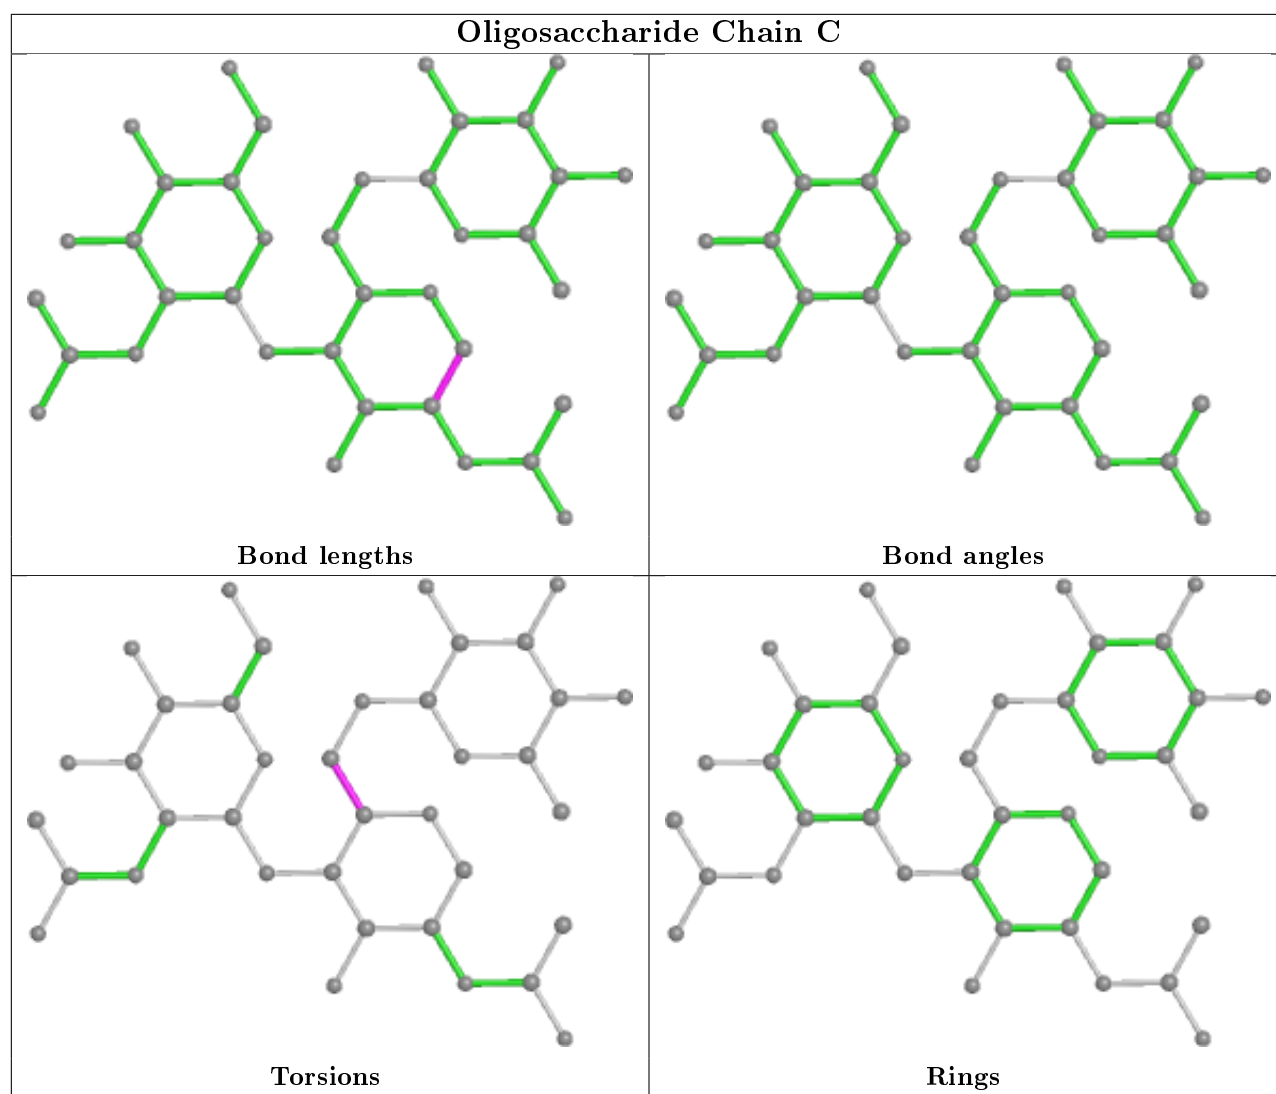 Oligosaccharide Chain C
Bond lengths
Bond angles
Torsions
Rings